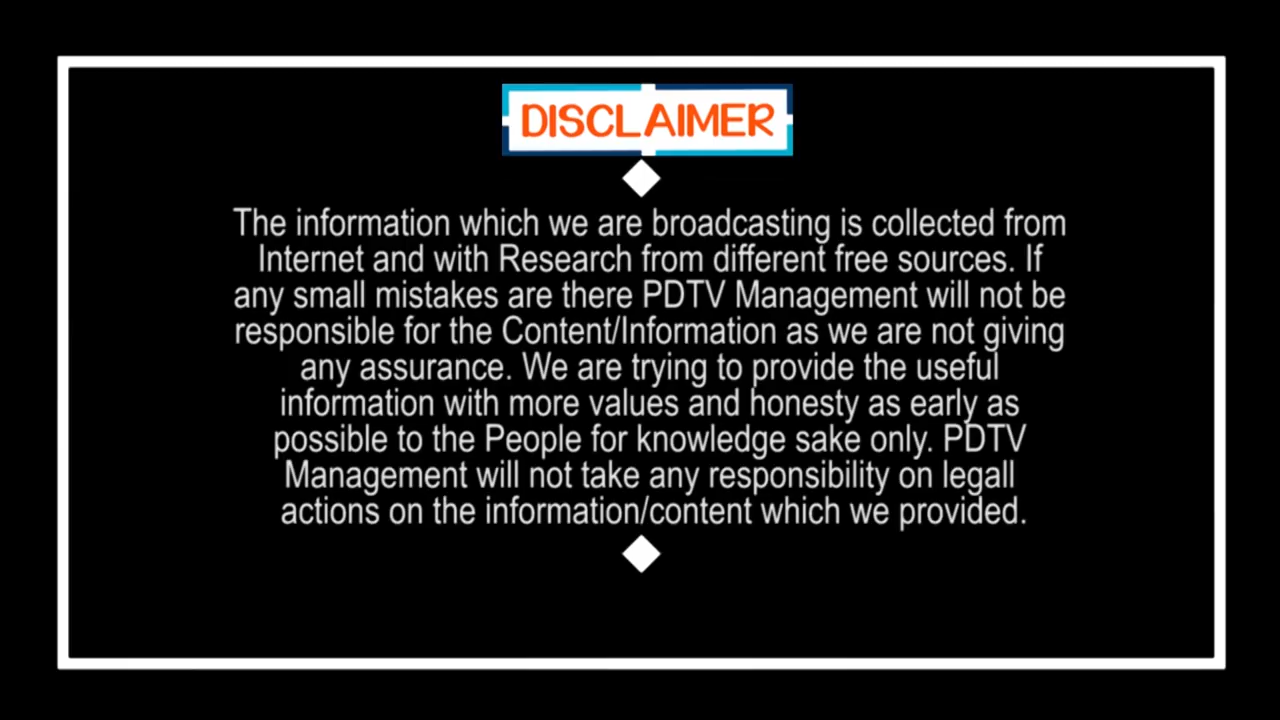 DISCLAIMER
The information which we are broadcasting is collected from
Internet and with Research from different free sources. If
any small mistakes are there PDTV Management will not be
responsible for the Content/Information as we are not giving
any assurance. We are trying to provide the useful
information with more values and honesty as early as
possible to the People for knowledge sake only. PDTV
Management will not take any responsibility on legall
actions on the information/content which we provided.